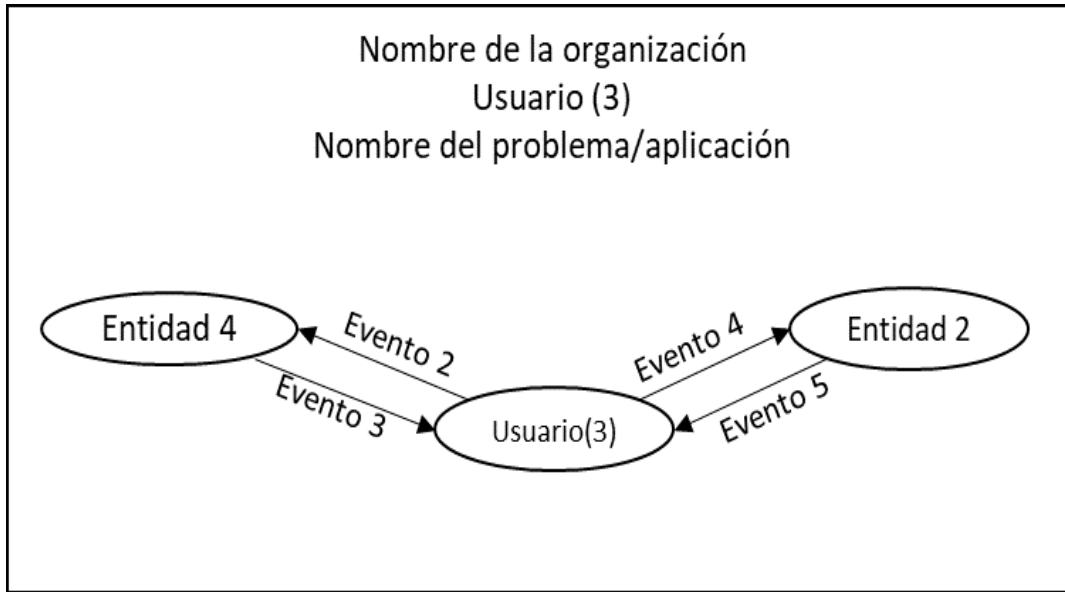 Nombre de la organización
Usuario (3)
Nombre del problema/aplicación
Entidad 4
Evento 2
Evento 3
Usuario(3)
Evento 4
Evento 5
Entidad 2